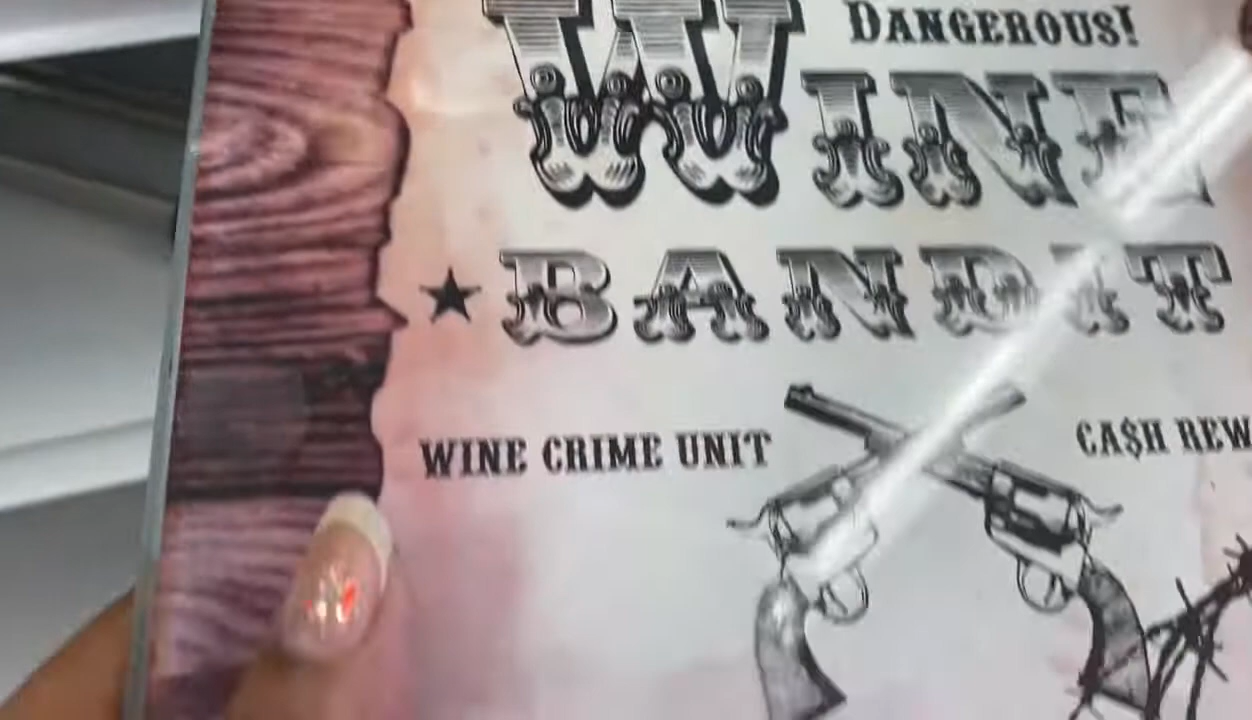 DANGEROUS!
WINE
BANDIT
WINE CRIME UNIT
CA$H REW